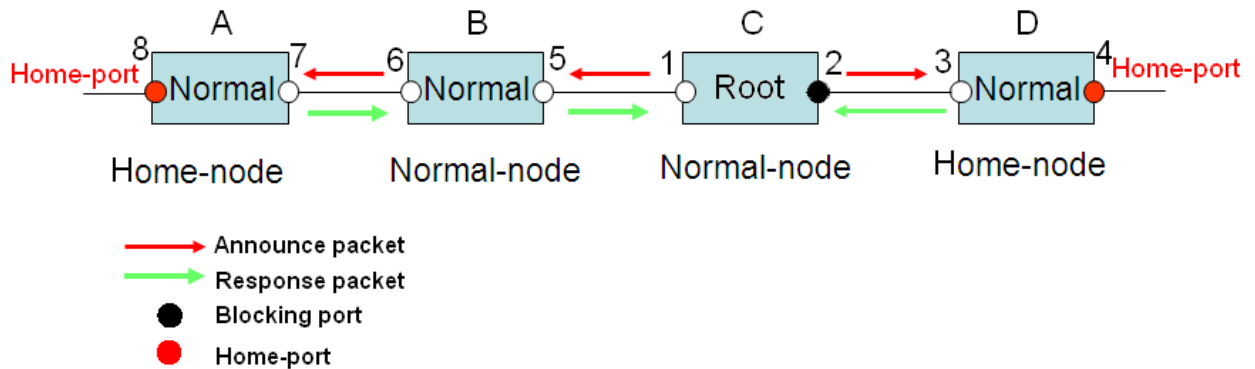 A B C D
8 7 6 5 1 2 3 4
Home-port Normal Normal Root Normal Home-port
Home-node Normal-node Normal-node Home-node
Announce packet
Response packet
Blocking port
Home-port